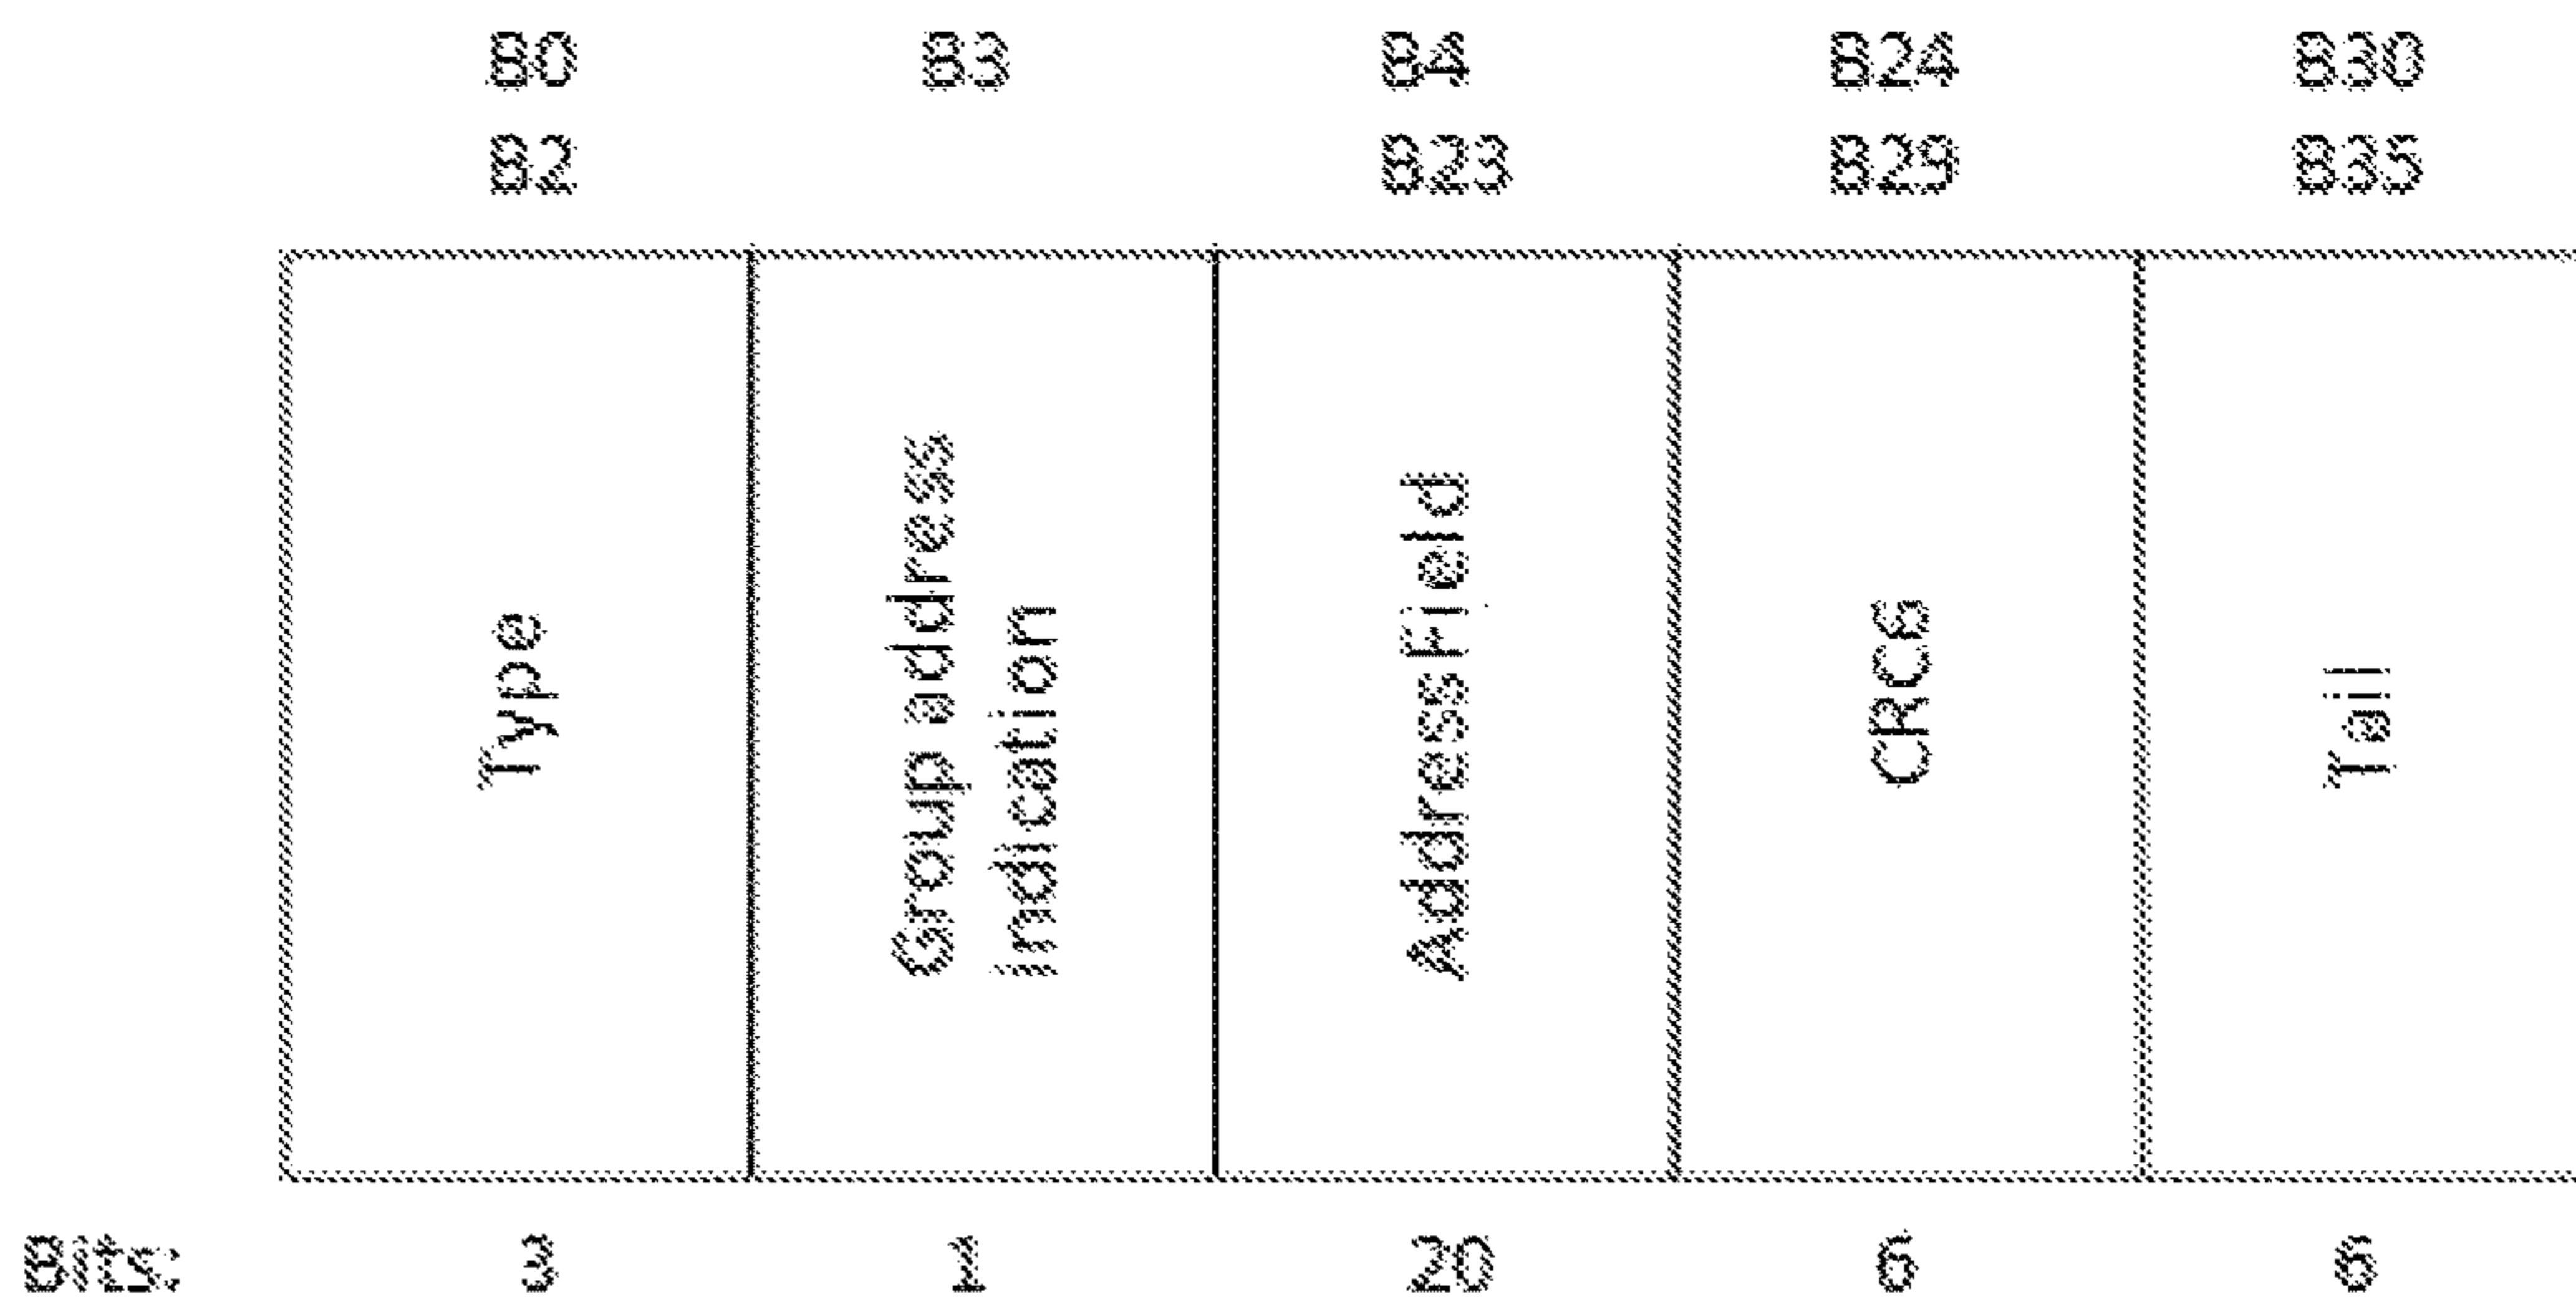 B0 B3 B4 B24 B30
B2 B23 B29 B35
Type
Group address
indication
Address Field
CRC6
Tail
Bits: 3 1 20 6 6